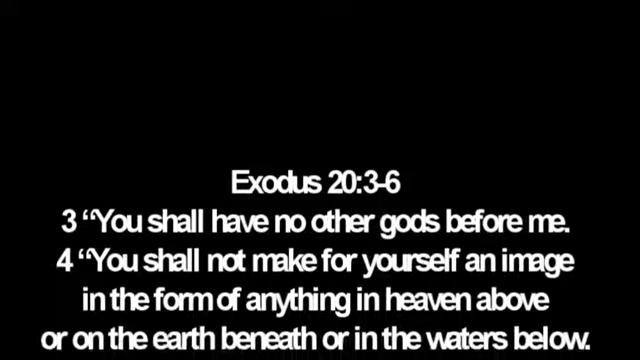 Exodus 20:3-6
3 “You shall have no other gods before me.
4 “You shall not make for yourself an image
in the form of anything in heaven above
or on the earth beneath or in the waters below.